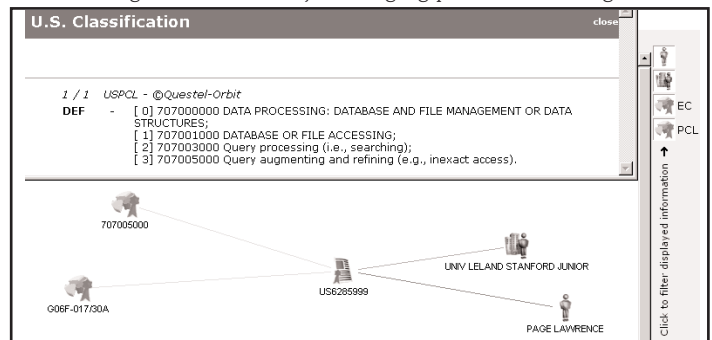 U.S. Classification
close
1 / 1 USPCL - ©Questel-Orbit
DEF - [ 0] 707000000 DATA PROCESSING: DATABASE AND FILE MANAGEMENT OR DATA
STRUCTURES;
[ 1] 707001000 DATABASE OR FILE ACCESSING;
[ 2] 707003000 Query processing (i.e., searching);
[ 3] 707005000 Query augmenting and refining (e.g., inexact access).
EC
PCL
Click to filter displayed information →
707005000
UNIV LELAND STANFORD JUNIOR
US6285999
G06F-017/30A
PAGE LAWRENCE